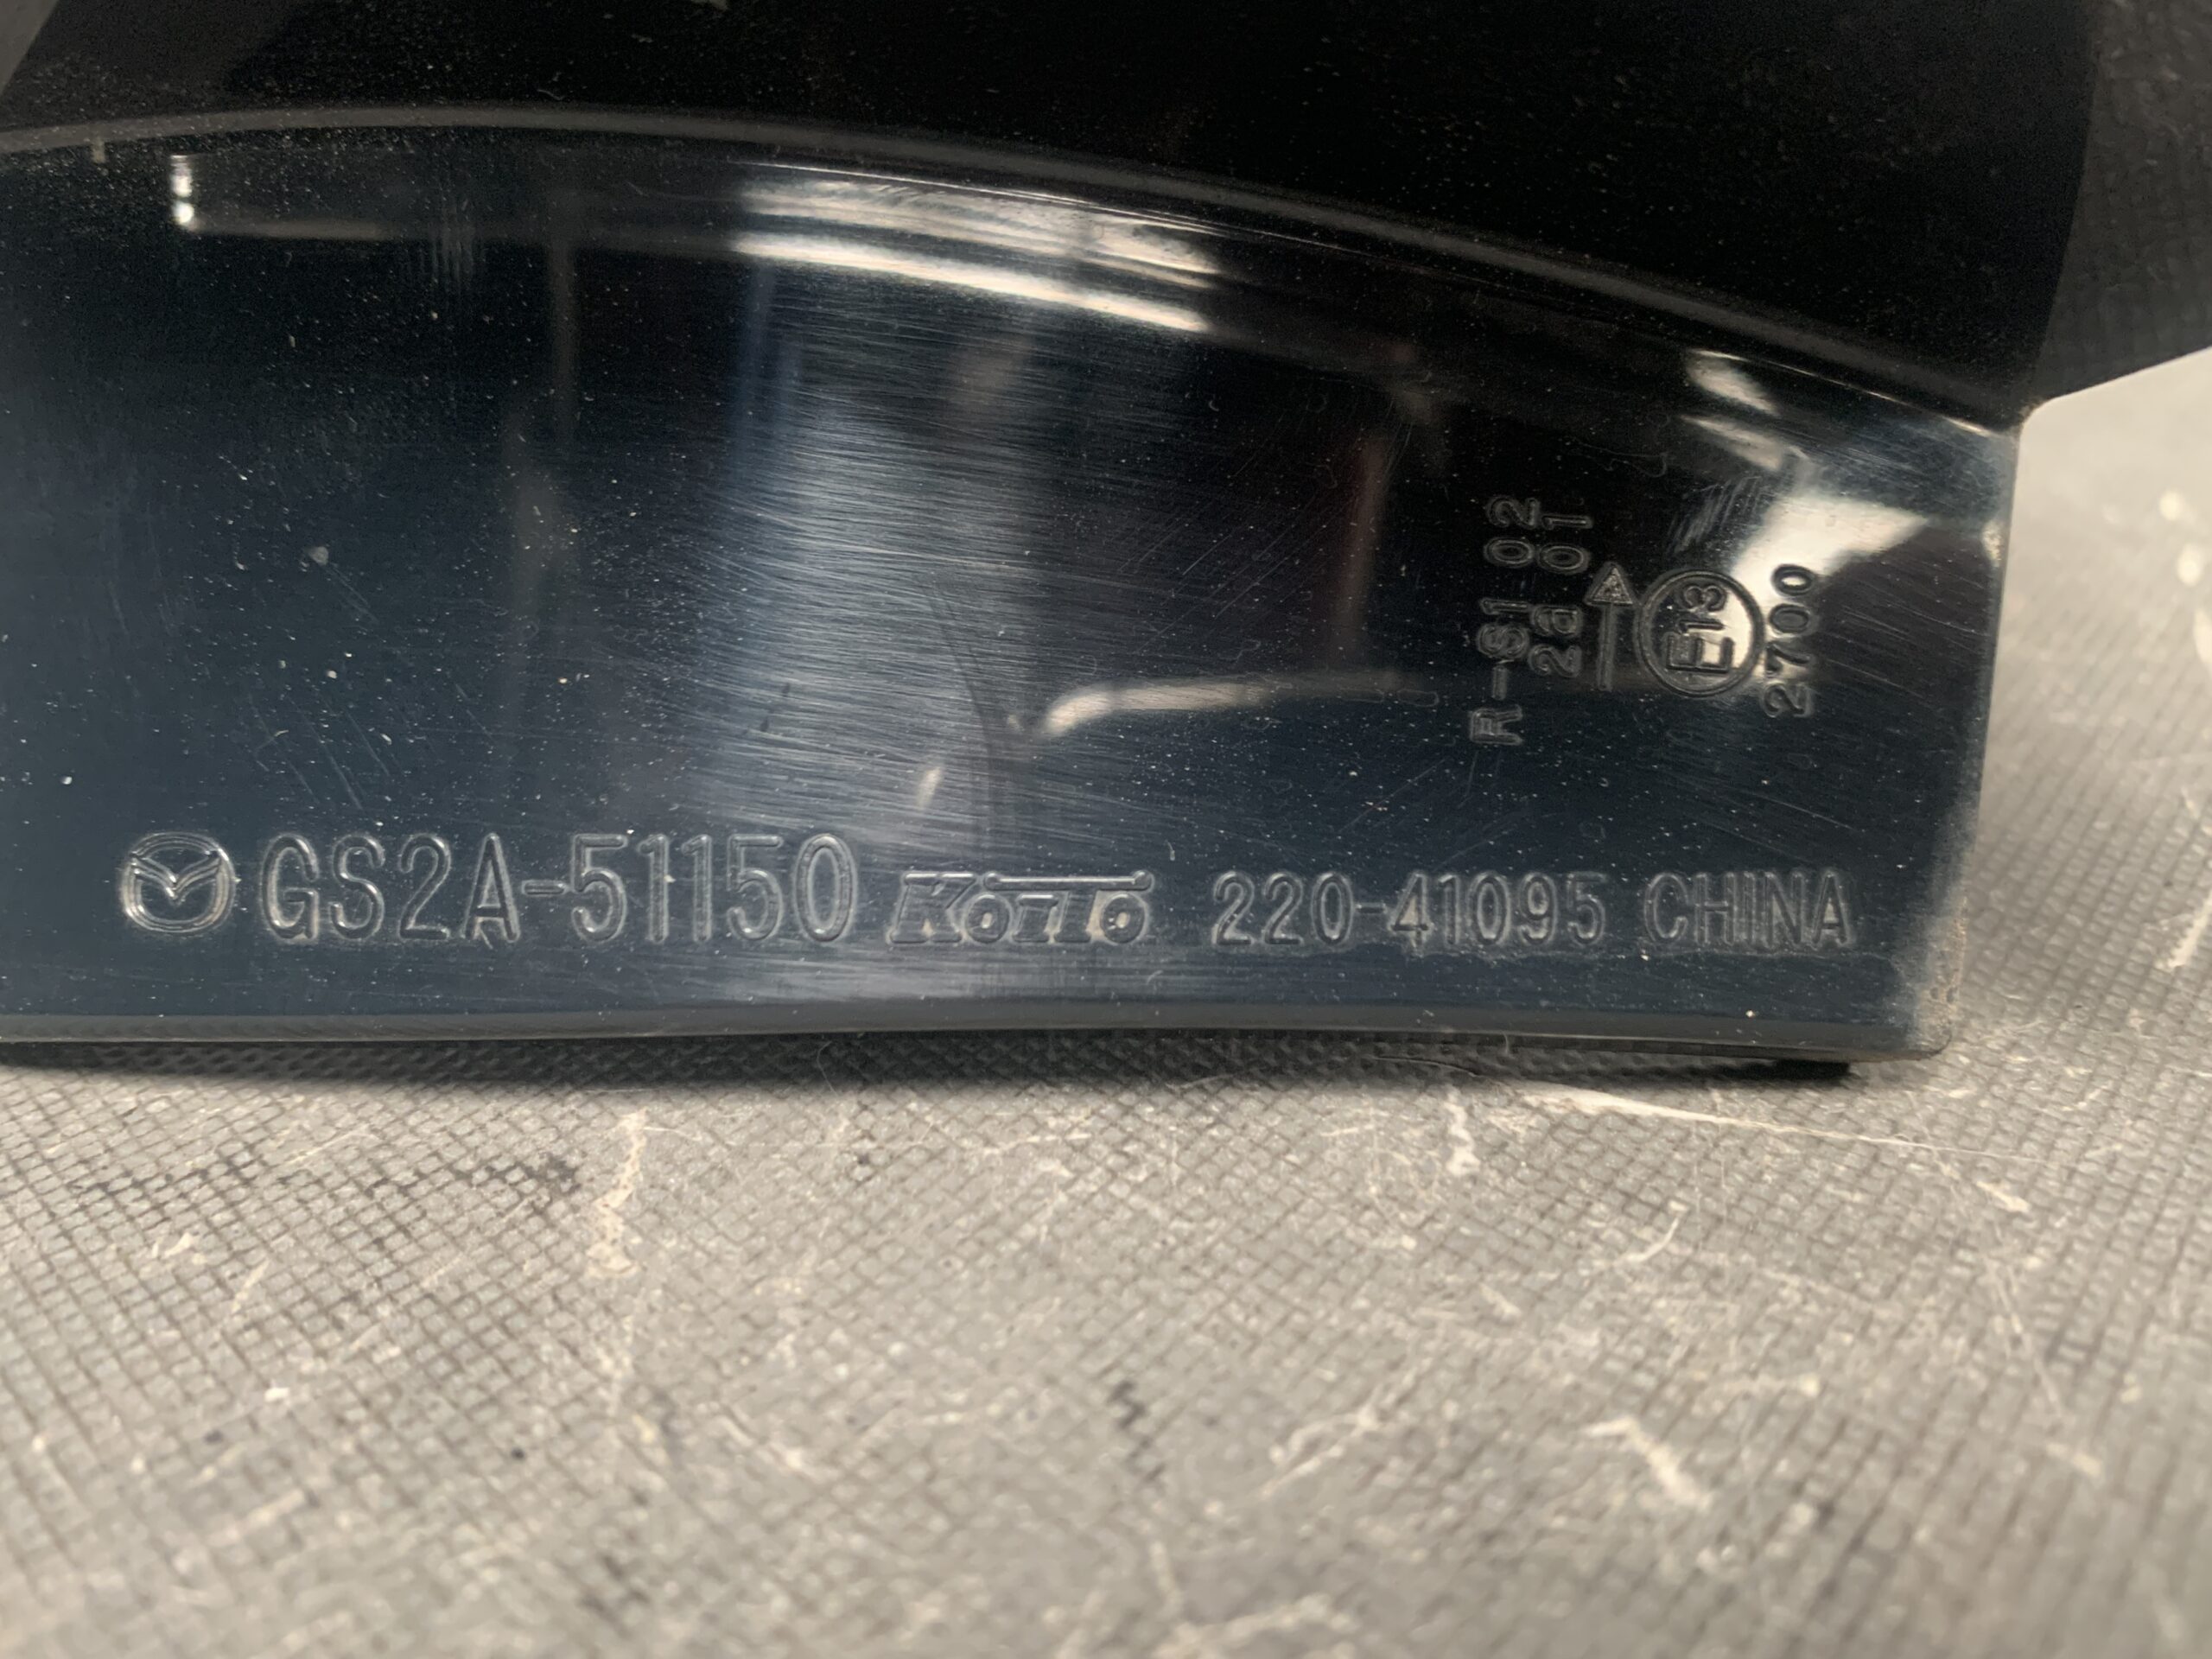 R-S1 02
2a 01
E13
2700
GS2A-51150 KOITO 220-41095 CHINA